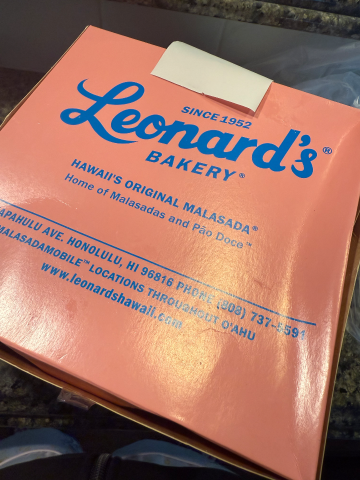 SINCE 1952
Leonard's®
BAKERY®
HAWAII'S ORIGINAL MALASADA®
Home of Malasadas and Pão Doce™
APAHULU AVE. HONOLULU, HI 96816 PHONE (808) 737-5591
MALASADAMOBILE™ LOCATIONS THROUGHOUT O'AHU
www.leonardshawaii.com